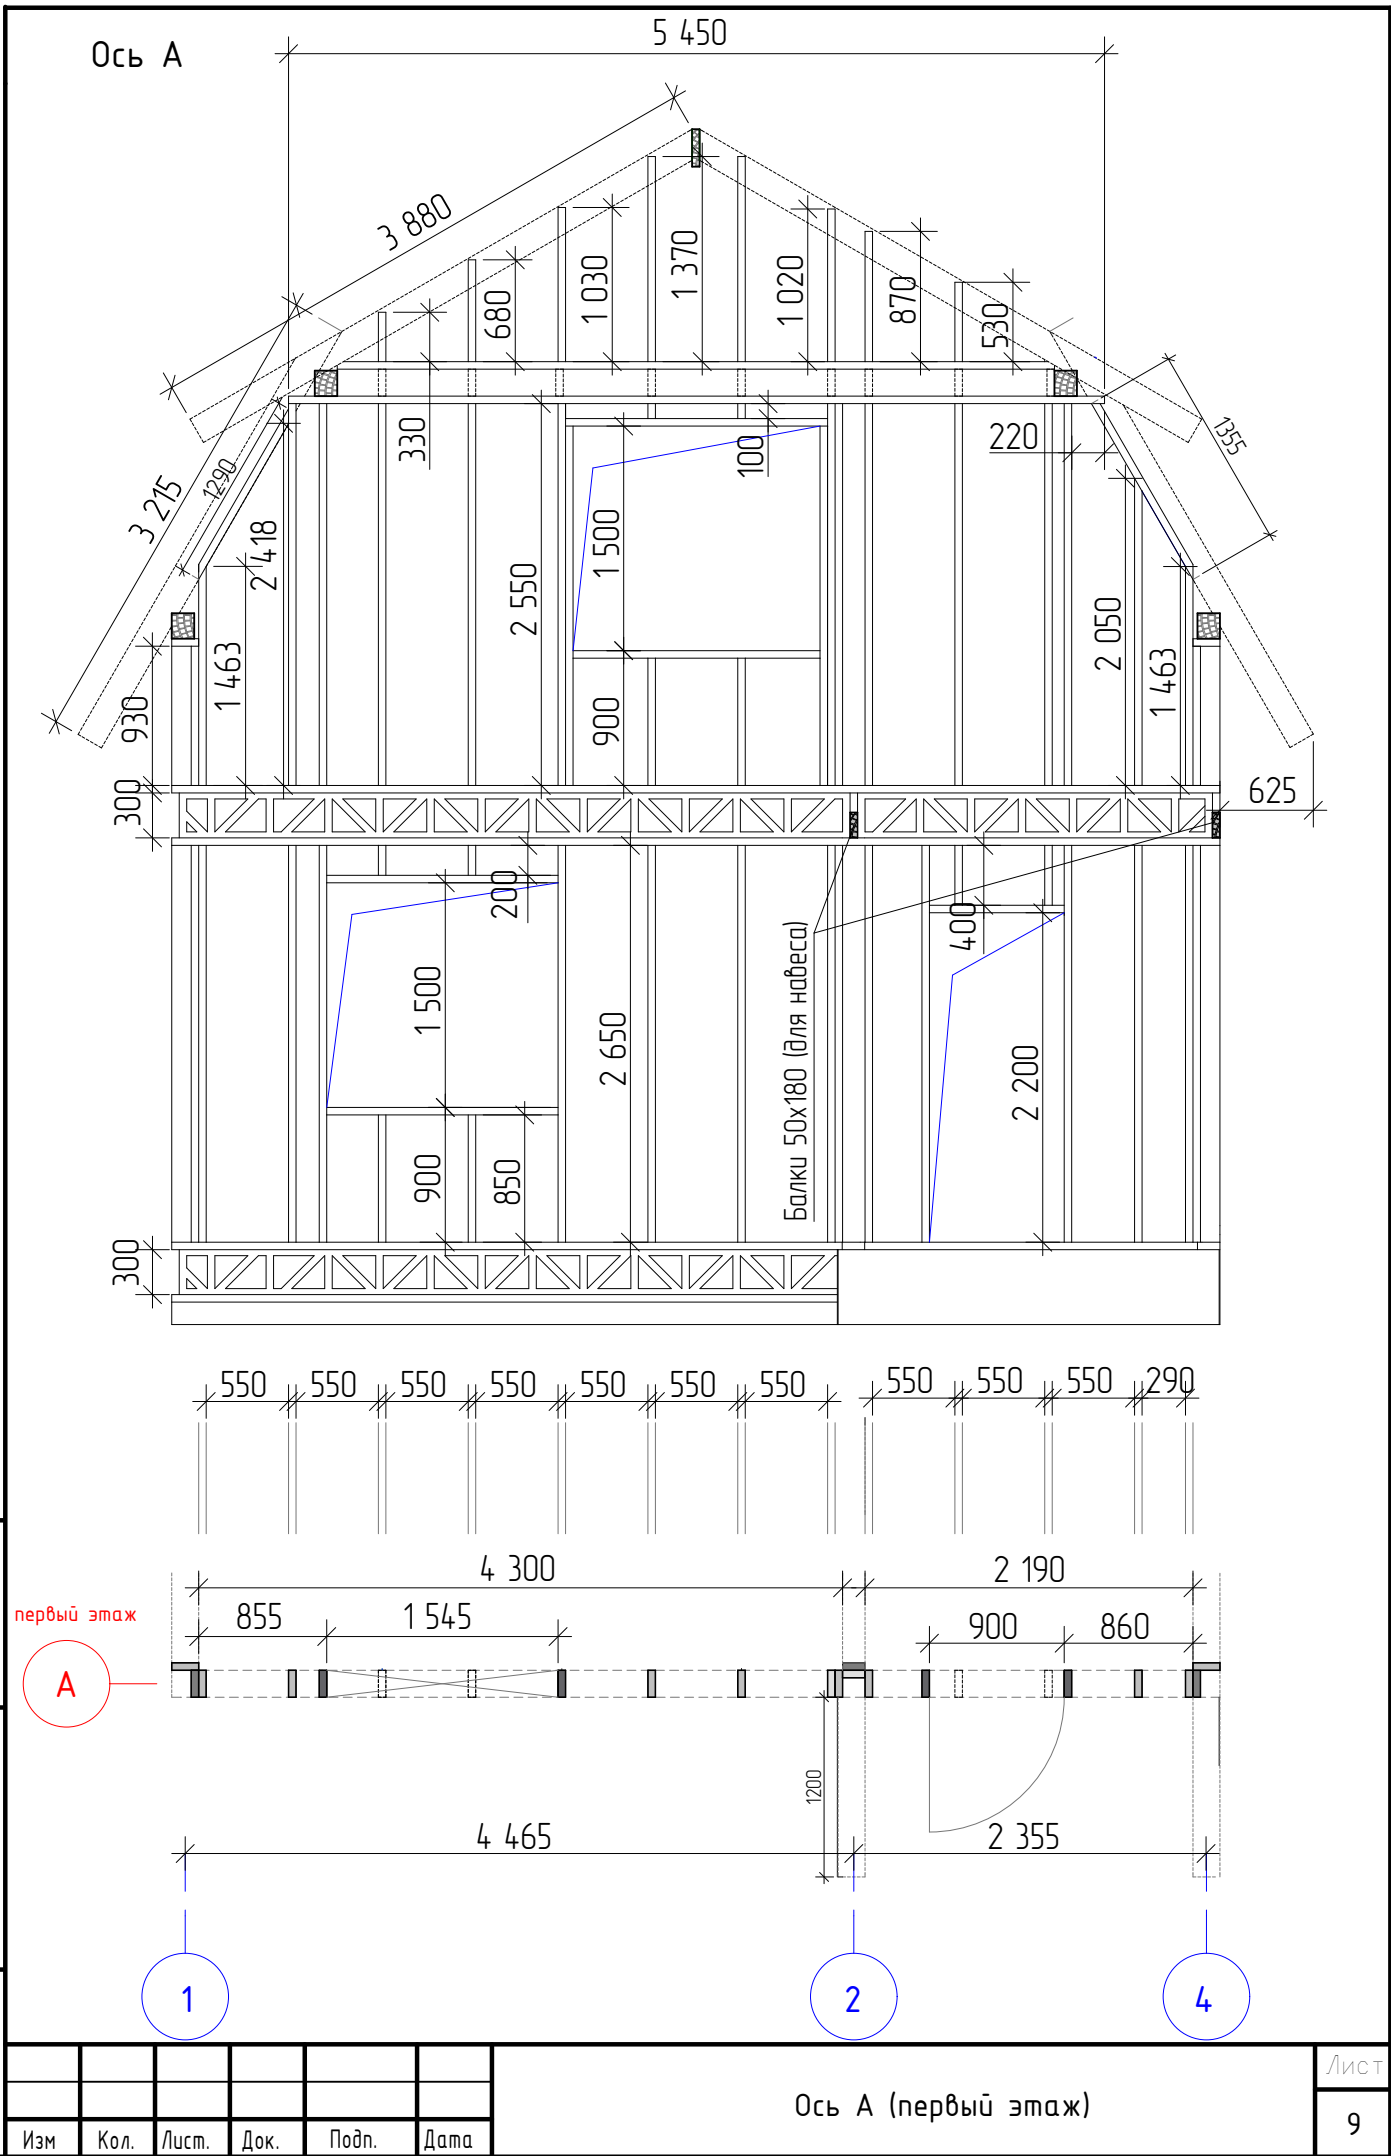 Ось А
5 450
3 880
680
1 030
1 370
1 020
870
530
330
100
220
1355
3 215
1290
2 418
2 550
1 500
2 050
1 463
1 463
930
900
300
625
200
400
1 500
2 650
Балки 50х180 (для навеса)
2 200
900
850
300
550 550 550 550 550 550 550 550 550 550 290
4 300 2 190
первый этаж
855 1 545 900 860
А
1200
4 465 2 355
1 2 4
Лист
Ось А (первый этаж)
9
Изм Кол. Лист. Док. Подп. Дата